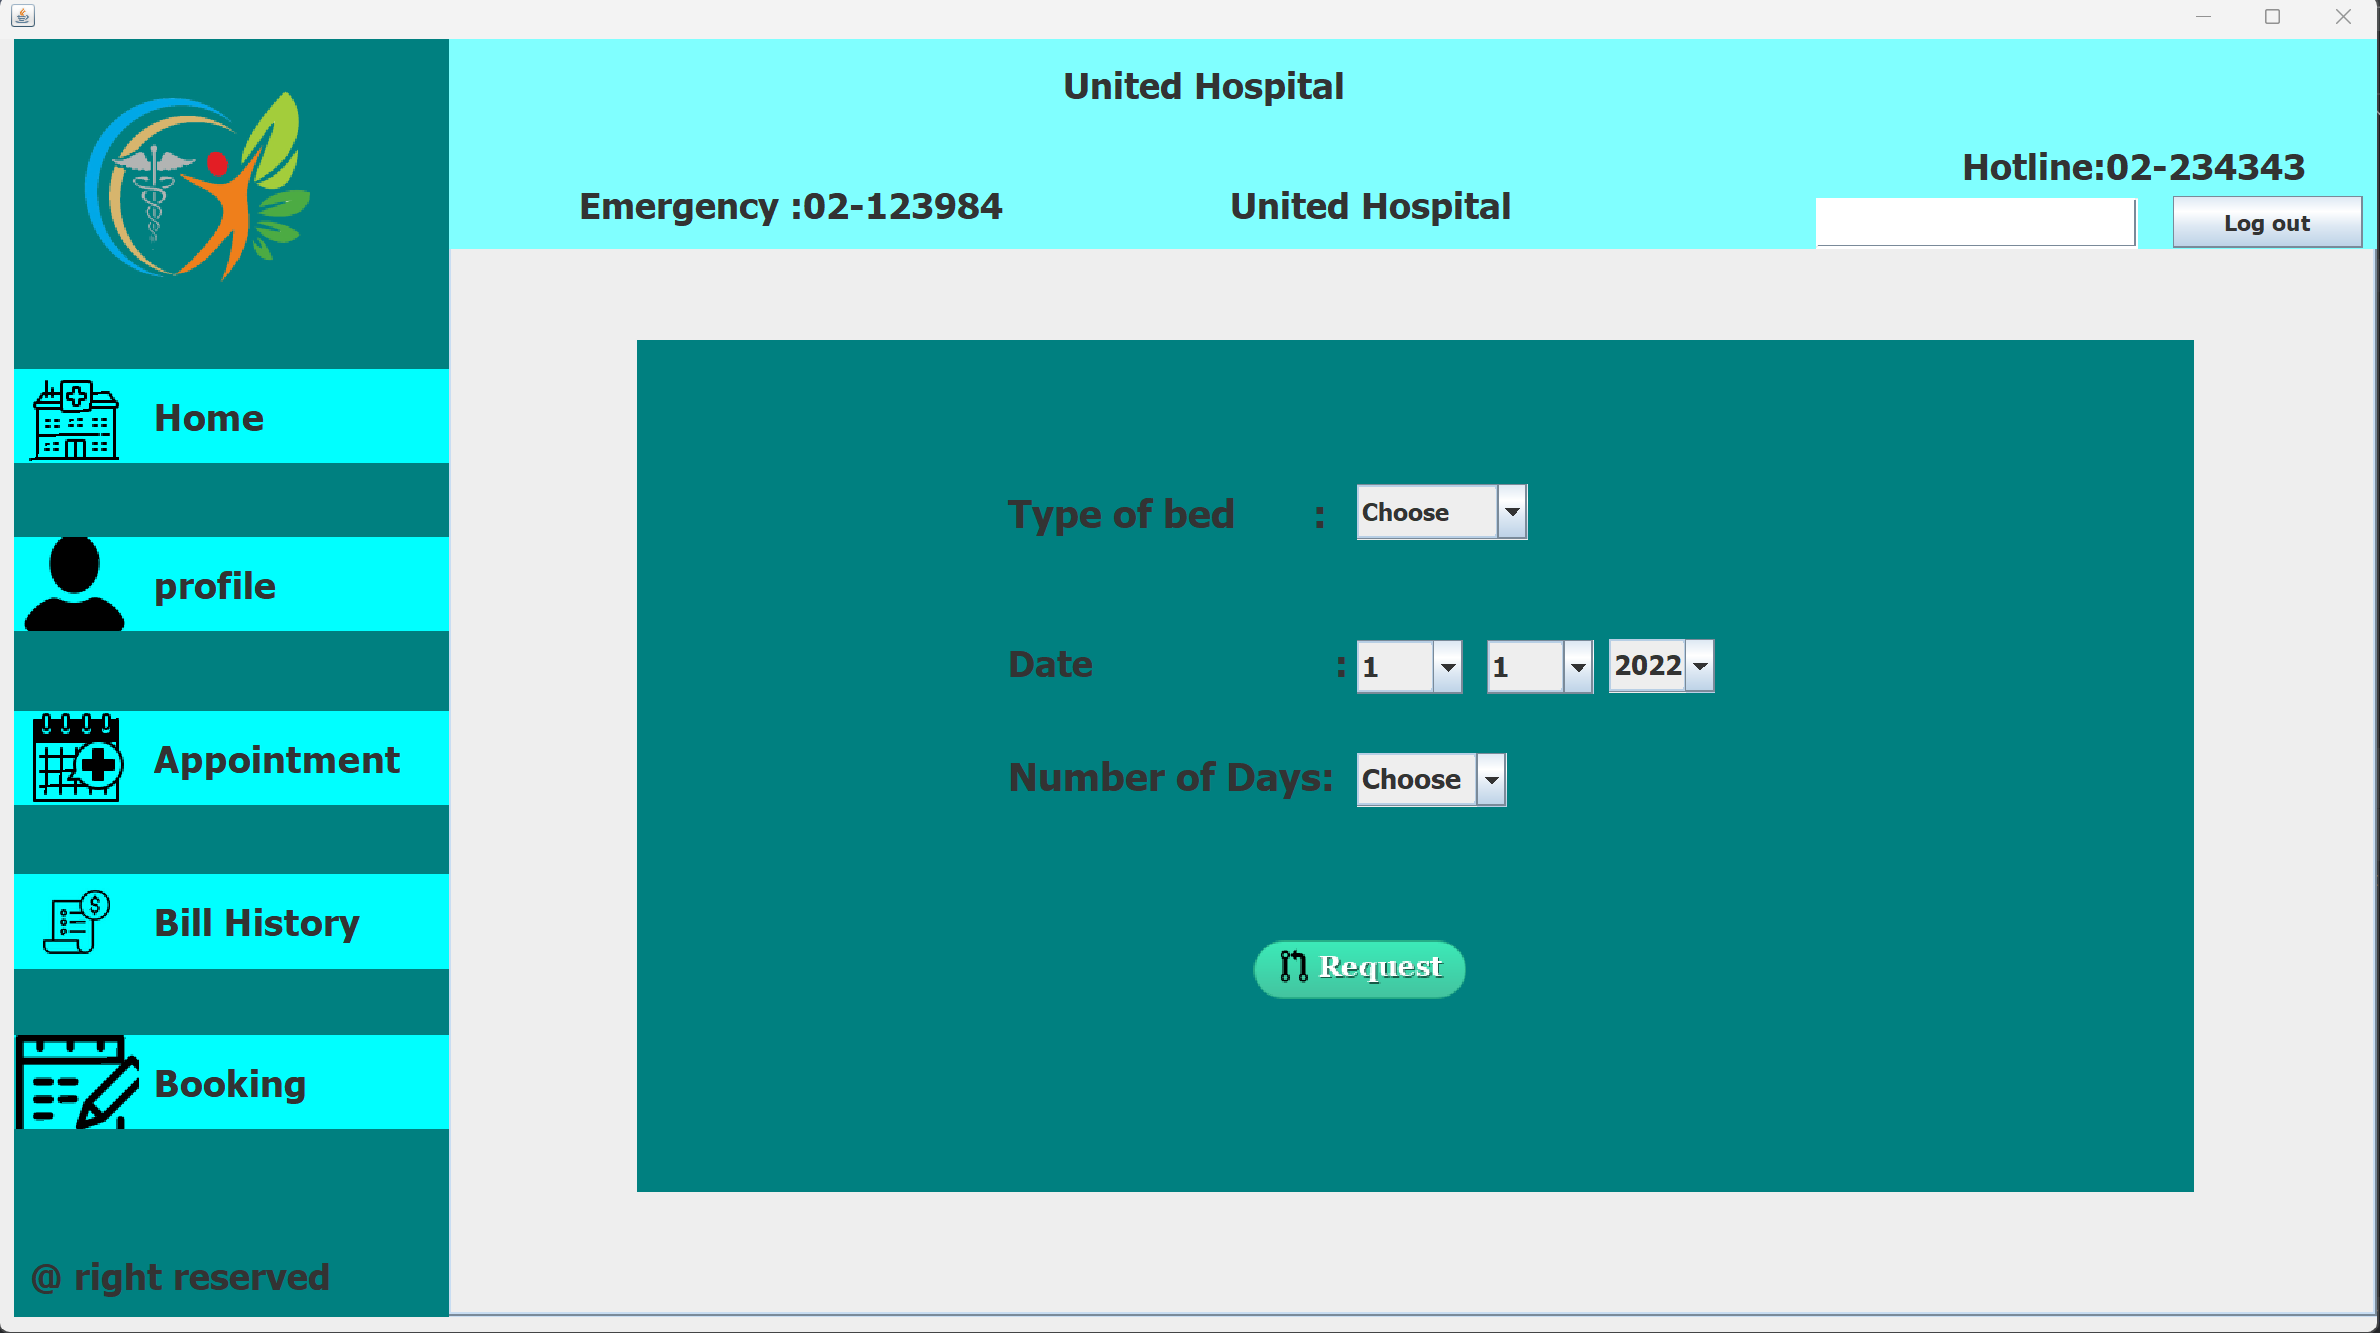 United Hospital
Hotline:02-234343
Emergency :02-123984
United Hospital
Log out
Home
profile
Appointment
Bill History
Booking
@ right reserved
Type of bed : Choose
Date : 1 1 2022
Number of Days: Choose
Request